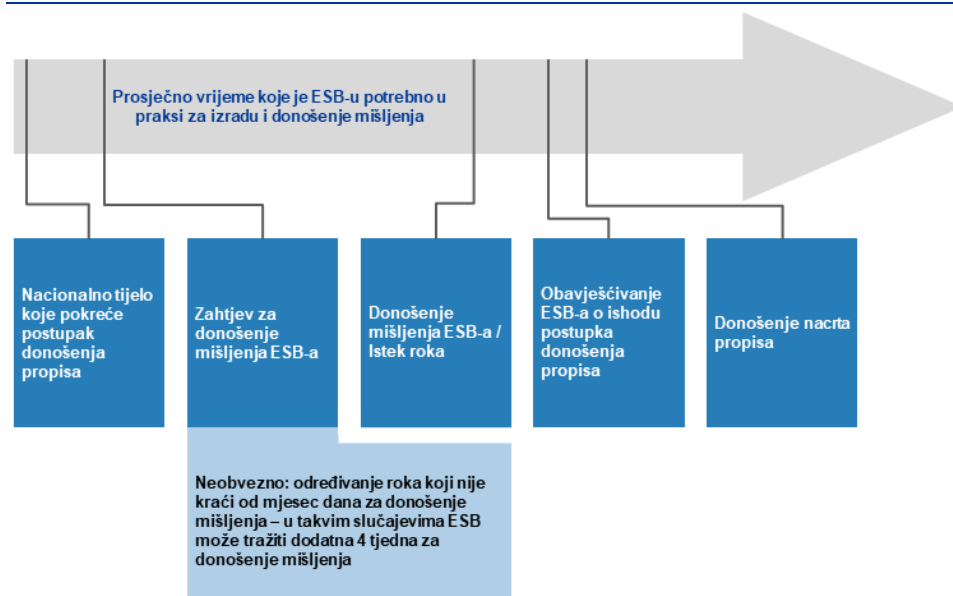 Prosječno vrijeme koje je ESB-u potrebno u
praksi za izradu i donošenje mišljenja
Nacionalno tijelo
koje pokreće
postupak
donošenja
propisa
Zahtjev za
donošenje
mišljenja ESB-a
Donošenje
mišljenja ESB-a /
Istek roka
Obavješćivanje
ESB-a o ishodu
postupka
donošenja
propisa
Donošenje nacrta
propisa
Neobvezno: određivanje roka koji nije
kraći od mjesec dana za donošenje
mišljenja – u takvim slučajevima ESB
može tražiti dodatna 4 tjedna za
donošenje mišljenja